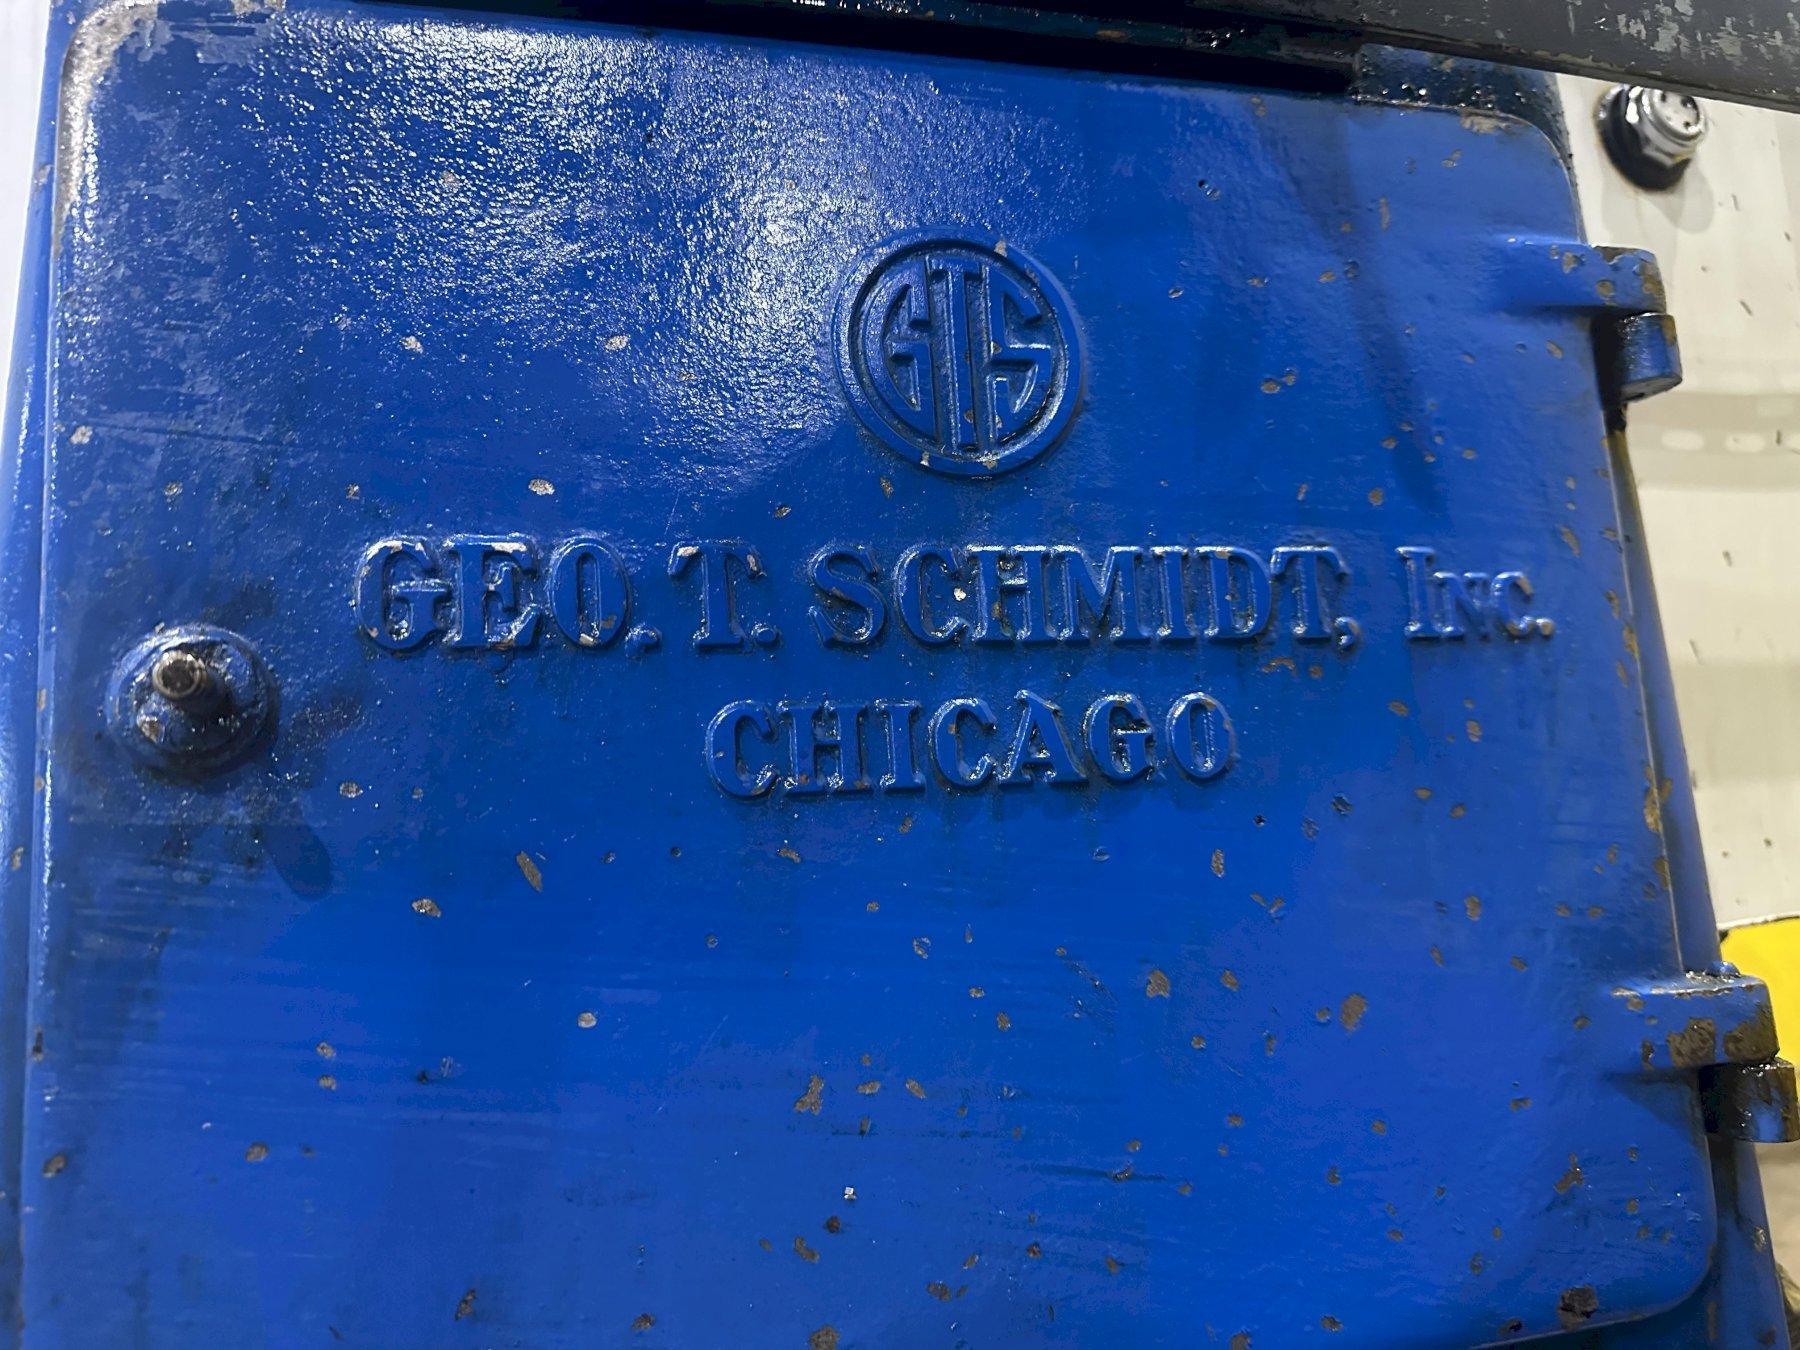 GTS
GEO. T. SCHMIDT, INC.
CHICAGO